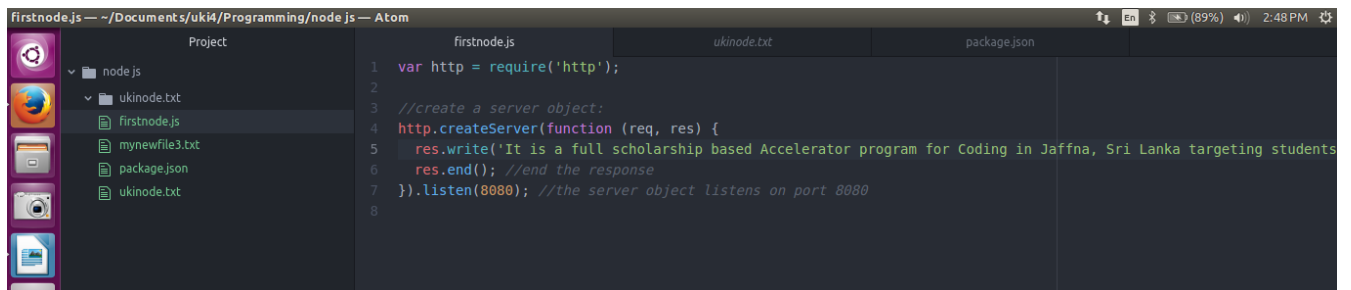 firstnode.js — ~/Documents/uki4/Programming/node js — Atom
En (89%) 2:48 PM
Project
firstnode.js
ukinode.txt
package.json
node js
ukinode.txt
firstnode.js
mynewfile3.txt
package.json
ukinode.txt
1 var http = require('http');
2
3 //create a server object:
4 http.createServer(function (req, res) {
5 res.write('It is a full scholarship based Accelerator program for Coding in Jaffna, Sri Lanka targeting students
6 res.end(); //end the response
7 }).listen(8080); //the server object listens on port 8080
8